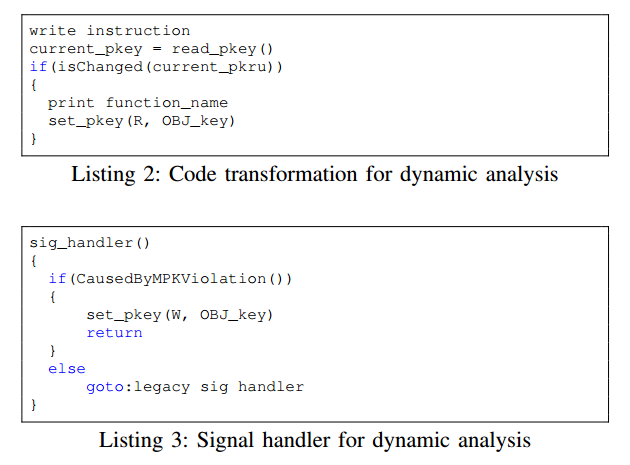 write instruction
current_pkey = read_pkey()
if(isChanged(current_pkru))
{
print function_name
set_pkey(R, OBJ_key)
}
Listing 2: Code transformation for dynamic analysis
sig_handler()
{
if(CausedByMPKViolation())
{
set_pkey(W, OBJ_key)
return
}
else
goto:legacy sig handler
}
Listing 3: Signal handler for dynamic analysis